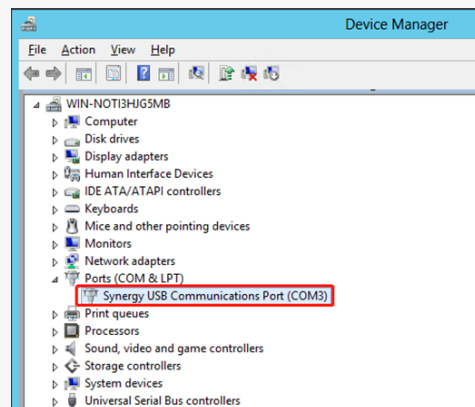 Device Manager
File Action View Help
WIN-NOTI3HJG5MB
Computer
Disk drives
Display adapters
Human Interface Devices
IDE ATA/ATAPI controllers
Keyboards
Mice and other pointing devices
Monitors
Network adapters
Ports (COM & LPT)
Synergy USB Communications Port (COM3)
Print queues
Processors
Sound, video and game controllers
Storage controllers
System devices
Universal Serial Bus controllers